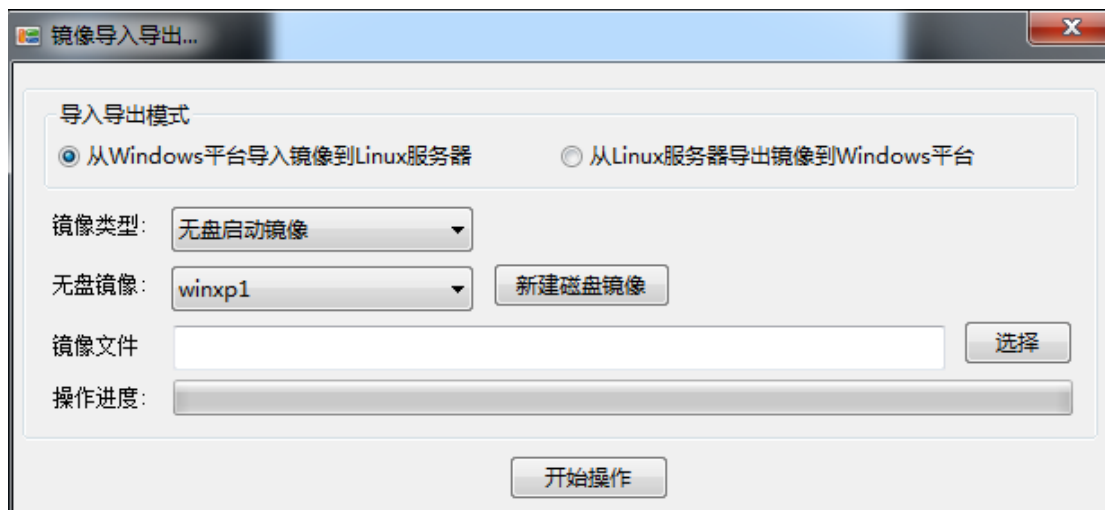 镜像导入导出...
导入导出模式
从Windows平台导入镜像到Linux服务器 从Linux服务器导出镜像到Windows平台
镜像类型: 无盘启动镜像
无盘镜像: winxp1 新建磁盘镜像
镜像文件 选择
操作进度:
开始操作